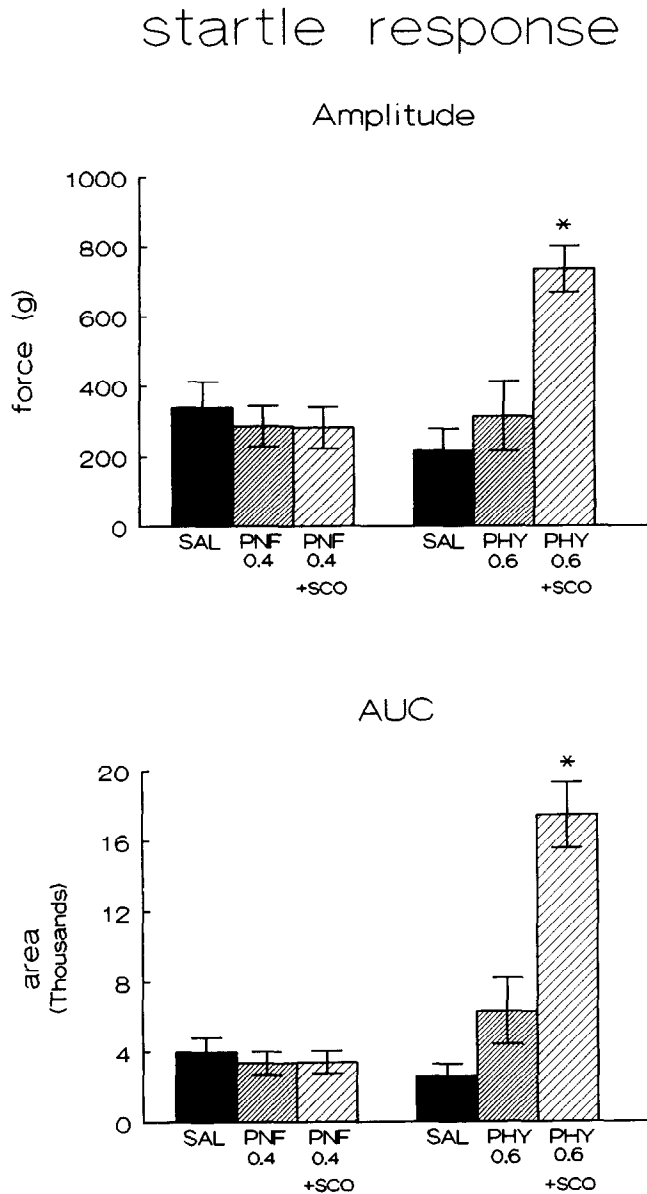 startle response
Amplitude
1000
800
600
400
200
0
force (g)
*
SAL PNF PNF SAL PHY PHY
0.4 0.4 0.6 0.6
+SCO +SCO
AUC
20
16
12
8
4
0
area
(Thousands)
*
SAL PNF PNF SAL PHY PHY
0.4 0.4 0.6 0.6
+SCO +SCO